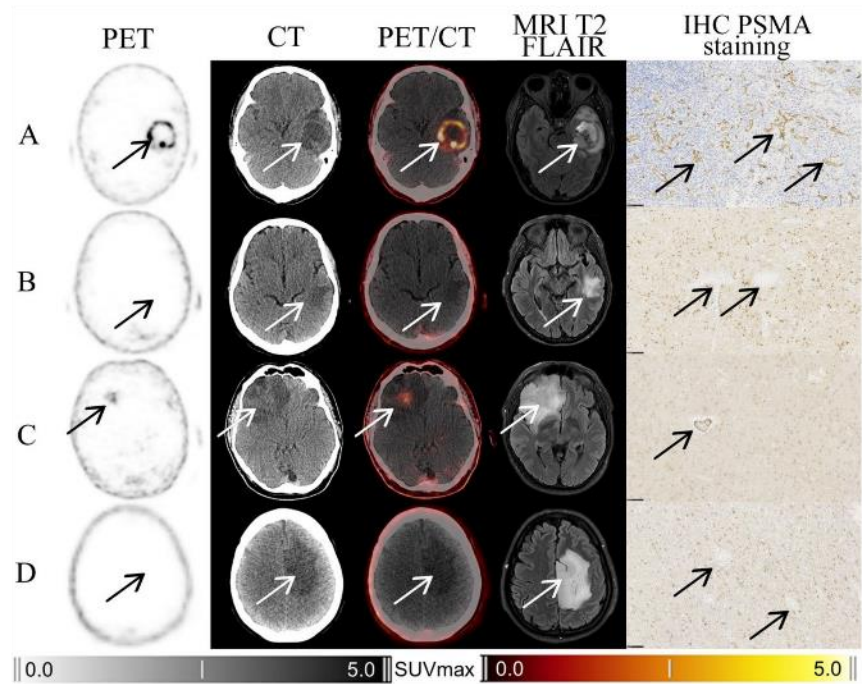 PET CT PET/CT MRI T2 FLAIR IHC PSMA staining
A
B
C
D
0.0 5.0 SUVmax 0.0 5.0